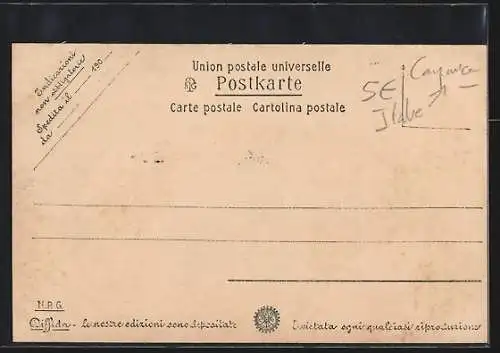 Indicazioni
non obbligatorie
Spedita il 190
da
Union postale universelle
Postkarte
Carte postale Cartolina postale
5E
N.P.G.
Diffida - Le nostre edizioni sono depositate
È vietata ogni qualsiasi riproduzione